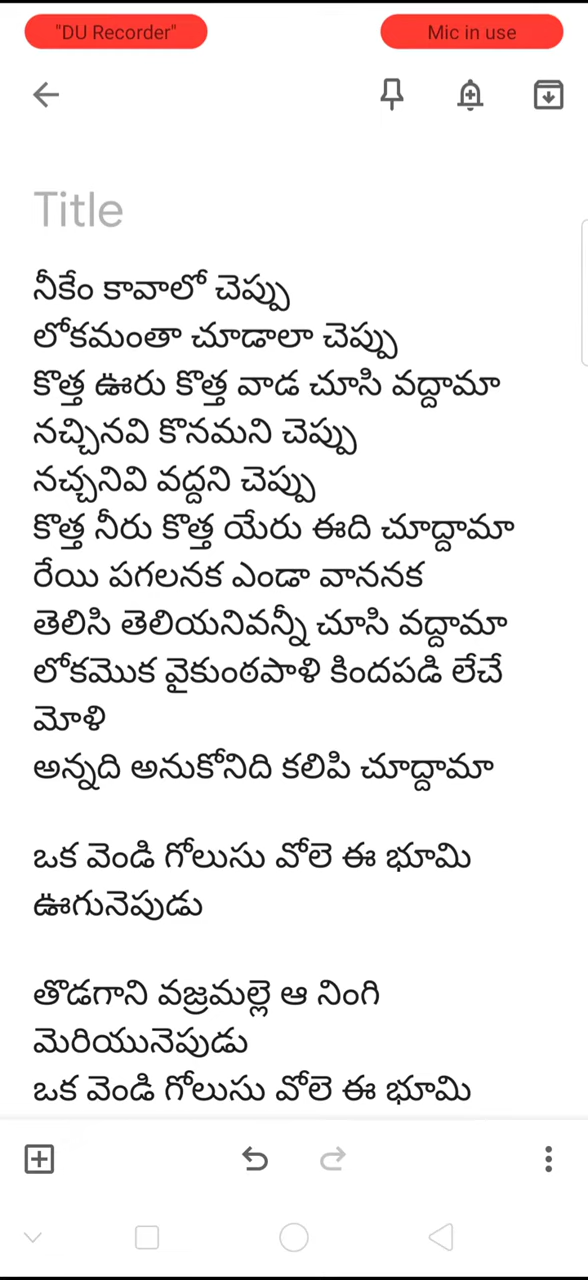 "DU Recorder"
Mic in use
Title
నీకేం కావాలో చెప్పు
లోకమంతా చూడాలా చెప్పు
కొత్త ఊరు కొత్త వాడ చూసి వద్దామా
నచ్చినవి కొనమని చెప్పు
నచ్చనివి వద్దని చెప్పు
కొత్త నీరు కొత్త యేరు ఈది చూద్దామా
రేయి పగలనక ఎండా వాననక
తెలిసి తెలియనివన్నీ చూసి వద్దామా
లోకమొక వైకుంఠపాళి కిందపడి లేచే
మోళి
అన్నది అనుకోనిది కలిపి చూద్దామా
ఒక వెండి గోలుసు వోలె ఈ భూమి
ఊగునెపుడు
తొడగాని వజ్రమల్లె ఆ నింగి
మెరియునెపుడు
ఒక వెండి గోలుసు వోలె ఈ భూమి